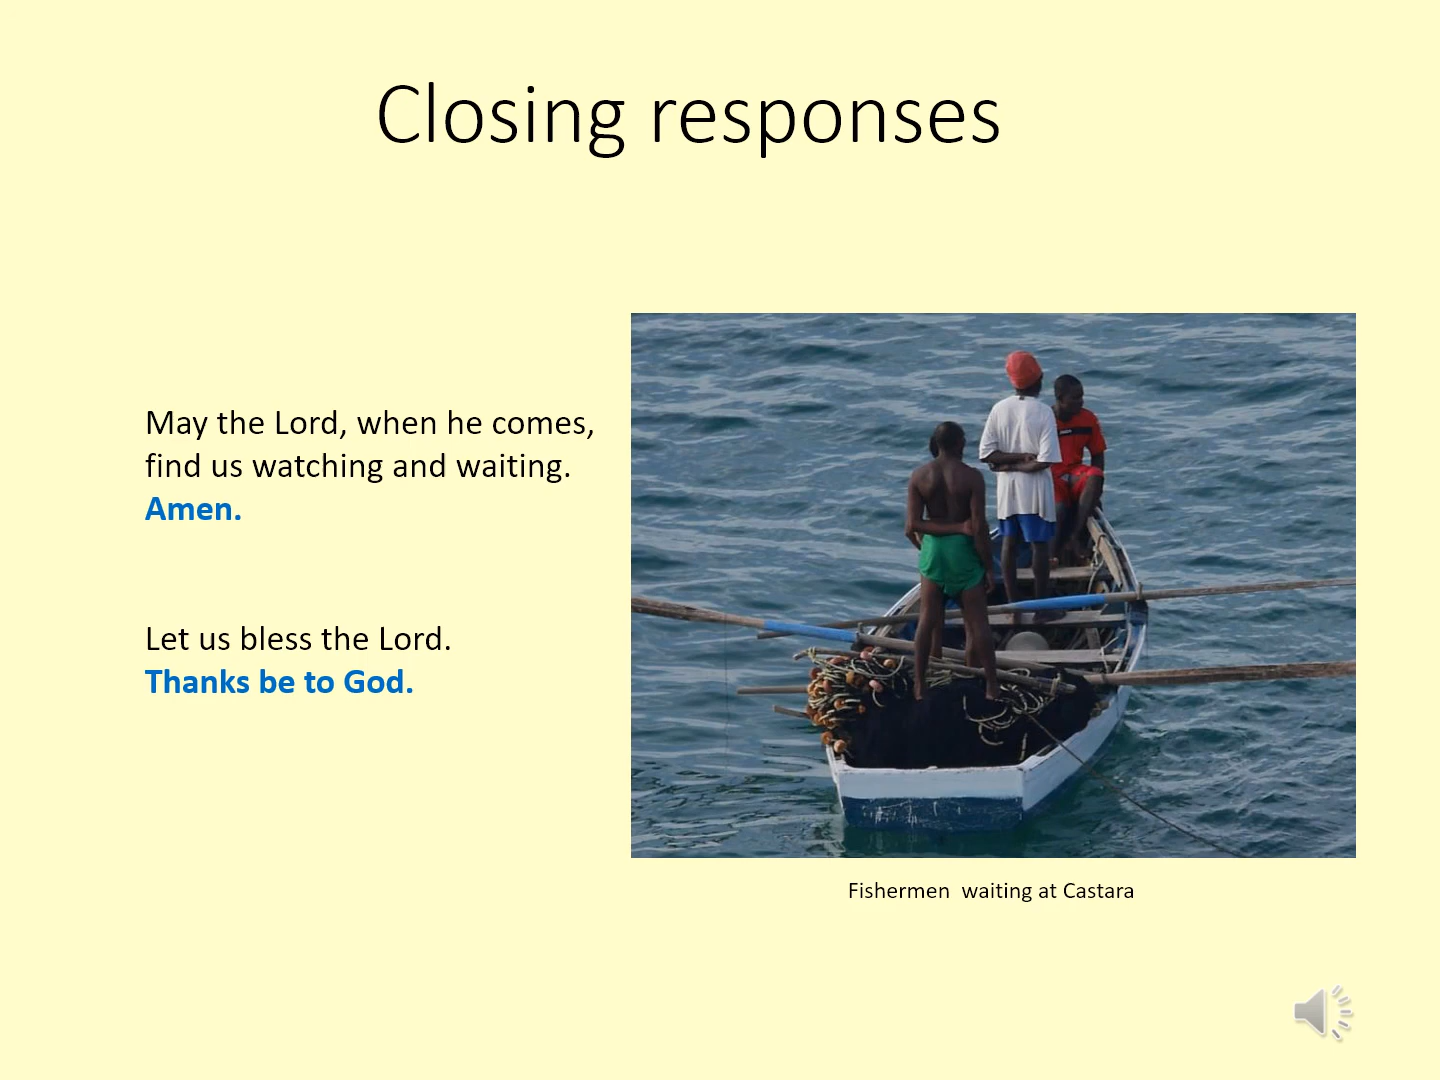 Closing responses
May the Lord, when he comes,
find us watching and waiting.
Amen.
Let us bless the Lord.
Thanks be to God.
Fishermen  waiting at Castara